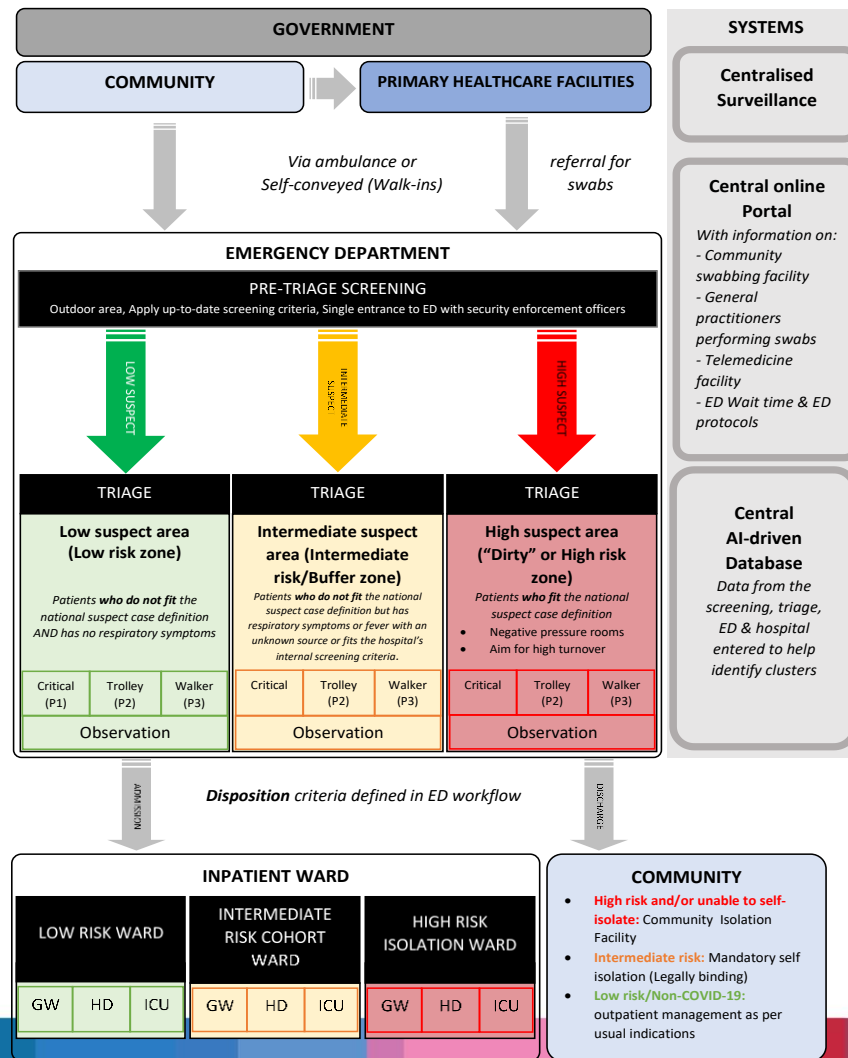 GOVERNMENT
COMMUNITY
PRIMARY HEALTHCARE FACILITIES
Via ambulance or
Self-conveyed (Walk-ins)
referral for
swabs
EMERGENCY DEPARTMENT
PRE-TRIAGE SCREENING
Outdoor area, Apply up-to-date screening criteria, Single entrance to ED with security enforcement officers
LOW SUSPECT
INTERMEDIATE
SUSPECT
HIGH SUSPECT
TRIAGE
Low suspect area
(Low risk zone)
Patients who do not fit the
national suspect case definition
AND has no respiratory symptoms
Critical
(P1)
Trolley
(P2)
Walker
(P3)
Observation
TRIAGE
Intermediate suspect
area (Intermediate
risk/Buffer zone)
Patients who do not fit the national
suspect case definition but has
respiratory symptoms or fever with an
unknown source or fits the hospital's
internal screening criteria.
Critical
Trolley
(P2)
Walker
(P3)
Observation
TRIAGE
High suspect area
("Dirty" or High risk
zone)
Patients who fit the national
suspect case definition
• Negative pressure rooms
• Aim for high turnover
Critical
Trolley
(P2)
Walker
(P3)
Observation
ADMISSION
Disposition criteria defined in ED workflow
DISCHARGE
INPATIENT WARD
LOW RISK WARD
GW
HD
ICU
INTERMEDIATE
RISK COHORT
WARD
GW
HD
ICU
HIGH RISK
ISOLATION WARD
GW
HD
ICU
COMMUNITY
• High risk and/or unable to self-
isolate: Community Isolation
Facility
• Intermediate risk: Mandatory self
isolation (Legally binding)
• Low risk/Non-COVID-19:
outpatient management as per
usual indications
SYSTEMS
Centralised
Surveillance
Central online
Portal
With information on:
- Community
swabbing facility
- General
practitioners
performing swabs
- Telemedicine
facility
- ED Wait time & ED
protocols
Central
AI-driven
Database
Data from the
screening, triage,
ED & hospital
entered to help
identify clusters